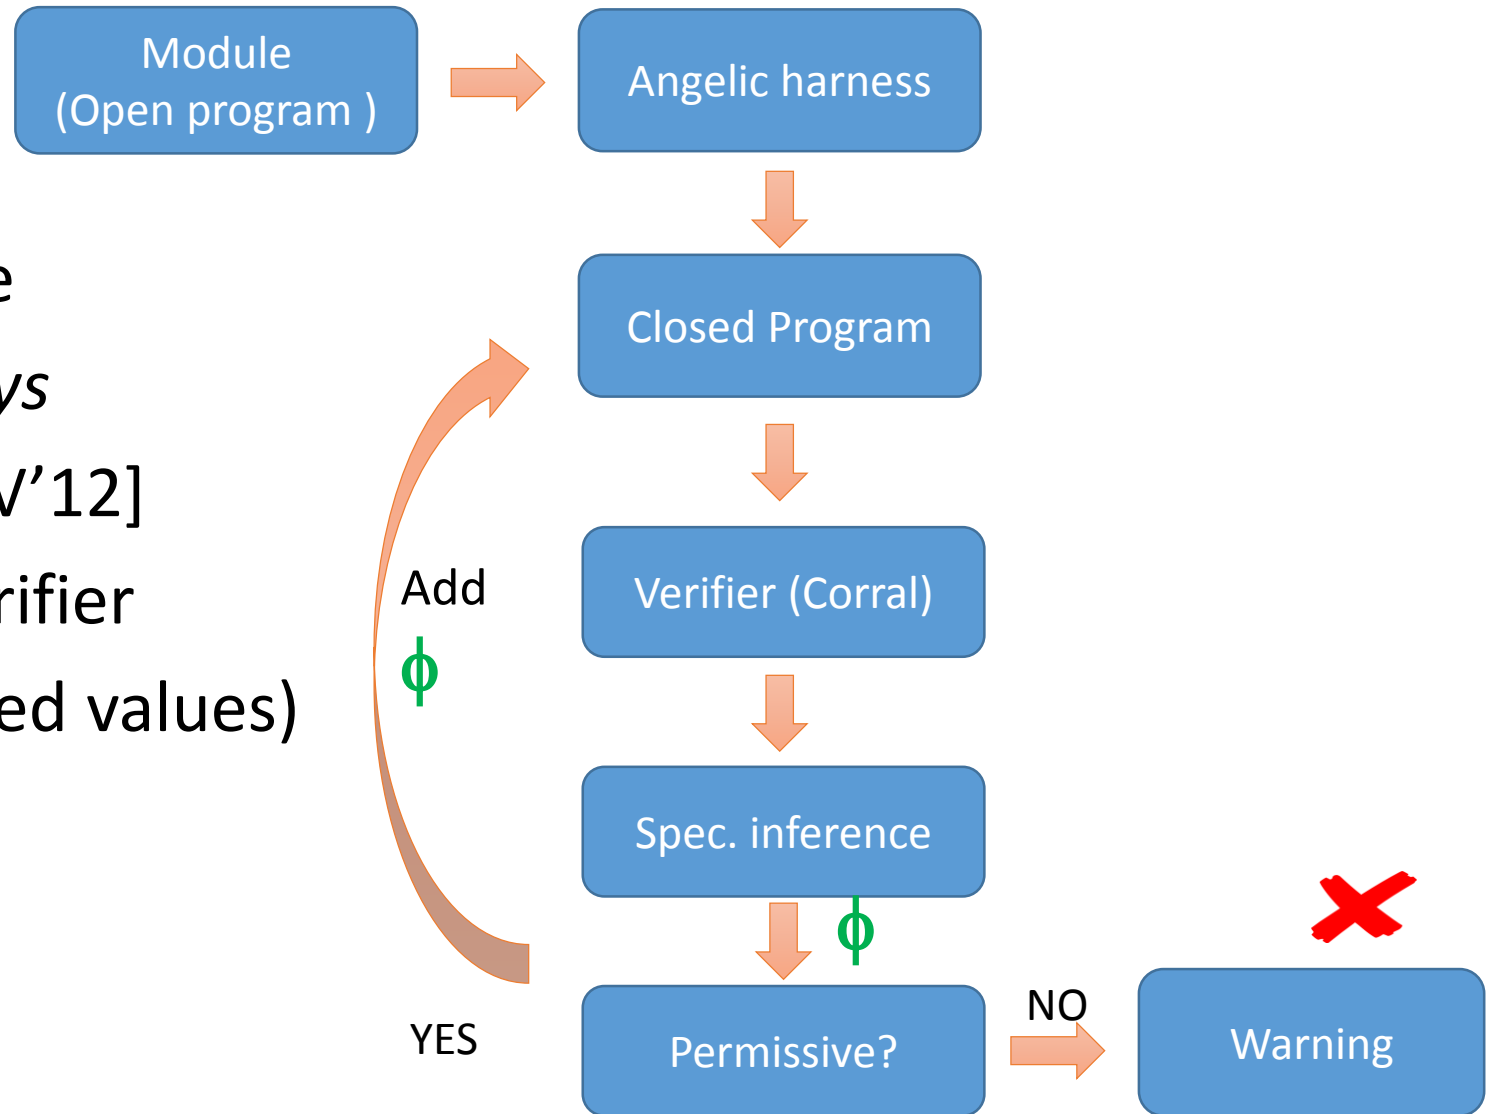 Module
(Open program )
Angelic harness
e
Closed Program
ys
V’12]
Add
rifier
Verifier (Corral)
ϕ
ed values)
Spec. inference
ϕ
YES
Permissive?
NO
Warning